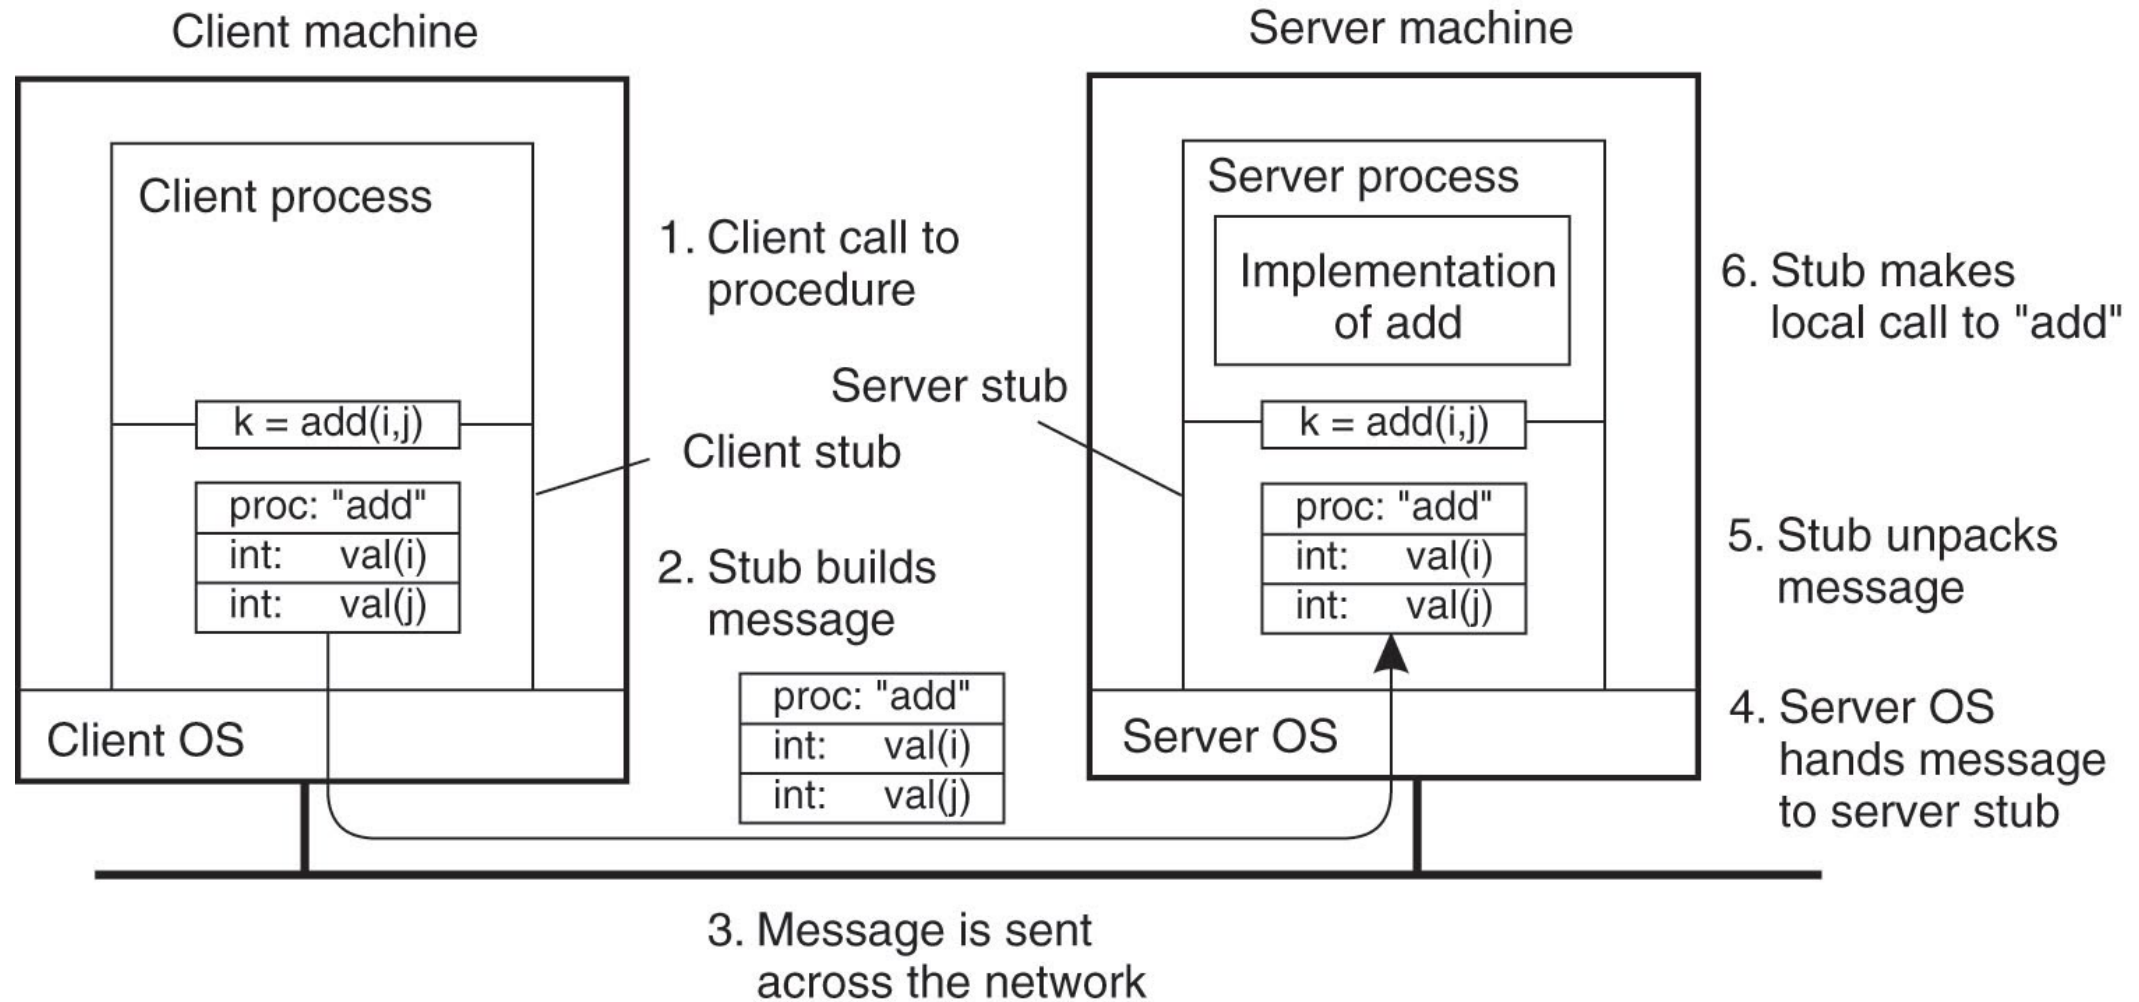 Client machine
Server machine
Client process
k = add(i,j)
proc: "add"
int: val(i)
int: val(j)
Client OS
1. Client call to
procedure
Server stub
Client stub
2. Stub builds
message
proc: "add"
int: val(i)
int: val(j)
3. Message is sent
across the network
Server process
Implementation
of add
k = add(i,j)
proc: "add"
int: val(i)
int: val(j)
Server OS
6. Stub makes
local call to "add"
5. Stub unpacks
message
4. Server OS
hands message
to server stub